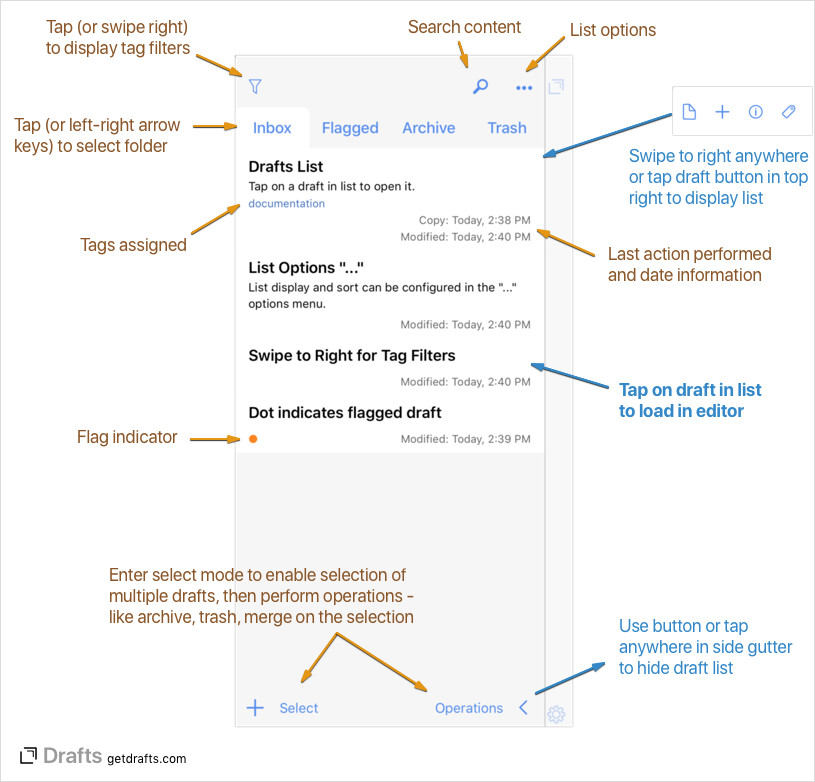 Tap (or swipe right)
to display tag filters
Search content
List options
Tap (or left-right arrow
keys) to select folder
Inbox
Flagged
Archive
Trash
Swipe to right anywhere
or tap draft button in top
right to display list
Drafts List
Tap on a draft in list to open it.
documentation
Copy: Today, 2:38 PM
Modified: Today, 2:40 PM
Tags assigned
Last action performed
and date information
List Options "..."
List display and sort can be configured in the "..."
options menu.
Modified: Today, 2:40 PM
Swipe to Right for Tag Filters
Modified: Today, 2:40 PM
Tap on draft in list
to load in editor
Dot indicates flagged draft
Modified: Today, 2:39 PM
Flag indicator
Enter select mode to enable selection of
multiple drafts, then perform operations -
like archive, trash, merge on the selection
Use button or tap
anywhere in side gutter
to hide draft list
Select
Operations
Drafts getdrafts.com